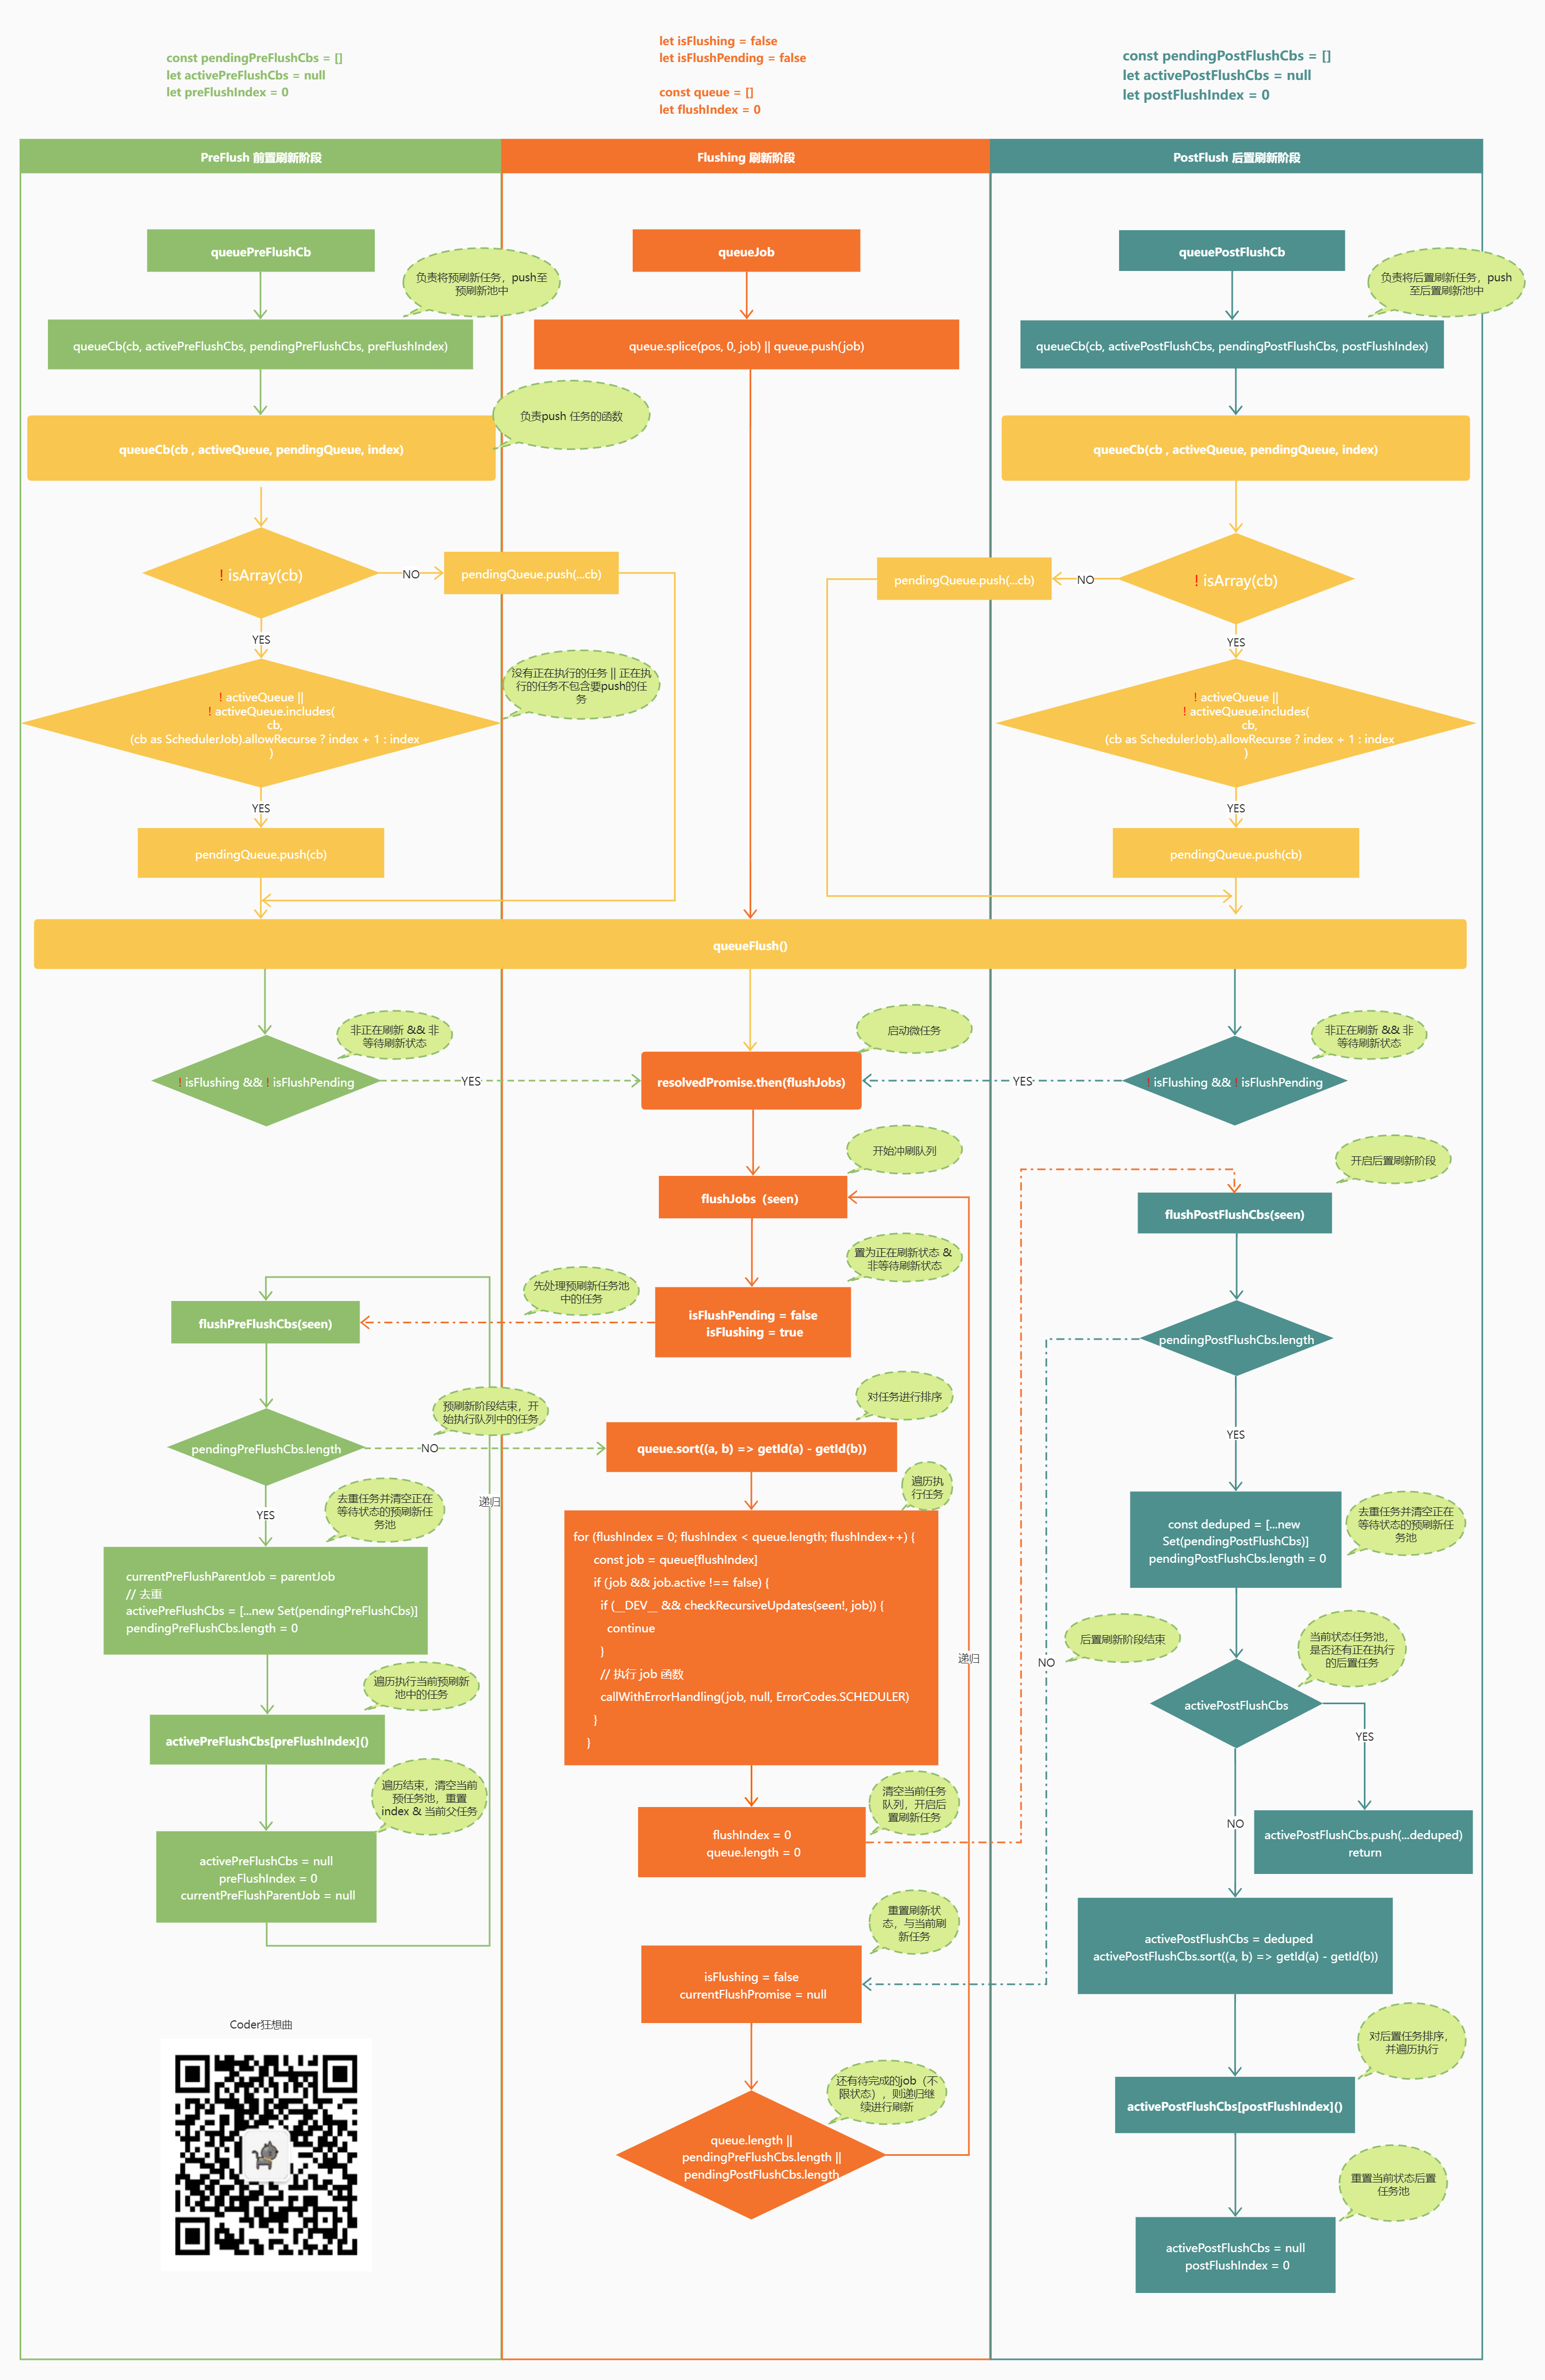 const pendingPreFlushCbs = []
let activePreFlushCbs = null
let preFlushIndex = 0
let isFlushing = false
let isFlushPending = false
const queue = []
let flushIndex = 0
const pendingPostFlushCbs = []
let activePostFlushCbs = null
let postFlushIndex = 0
PreFlush 前置刷新阶段
Flushing 刷新阶段
PostFlush 后置刷新阶段
queuePreFlushCb
负责将预刷新任务，push至
预刷新池中
queueCb(cb, activePreFlushCbs, pendingPreFlushCbs, preFlushIndex)
queueJob
queue.splice(pos, 0, job) || queue.push(job)
queuePostFlushCb
负责将后置刷新任务，push
至后置刷新池中
queueCb(cb, activePostFlushCbs, pendingPostFlushCbs, postFlushIndex)
负责push 任务的函数
queueCb(cb , activeQueue, pendingQueue, index)
queueCb(cb , activeQueue, pendingQueue, index)
! isArray(cb)
NO
pendingQueue.push(...cb)
pendingQueue.push(...cb)
NO
! isArray(cb)
YES
YES
没有正在执行的任务 || 正在执
行的任务不包含要push的任
务
! activeQueue ||
! activeQueue.includes(
cb,
(cb as SchedulerJob).allowRecurse ? index + 1 : index
)
! activeQueue ||
! activeQueue.includes(
cb,
(cb as SchedulerJob).allowRecurse ? index + 1 : index
)
YES
YES
pendingQueue.push(cb)
pendingQueue.push(cb)
queueFlush()
非正在刷新 && 非
等待刷新状态
启动微任务
非正在刷新 && 非
等待刷新状态
! isFlushing && ! isFlushPending
YES
resolvedPromise.then(flushJobs)
YES
! isFlushing && ! isFlushPending
开始冲刷队列
开启后置刷新阶段
flushJobs（seen)
flushPostFlushCbs(seen)
置为正在刷新状态 &
非等待刷新状态
先处理预刷新任务池
中的任务
flushPreFlushCbs(seen)
isFlushPending = false
isFlushing = true
pendingPostFlushCbs.length
对任务进行排序
预刷新阶段结束，开
始执行队列中的任务
pendingPreFlushCbs.length
NO
queue.sort((a, b) => getId(a) - getId(b))
YES
遍历执
行任务
递归
YES
去重任务并清空正在
等待状态的预刷新任
务池
for (flushIndex = 0; flushIndex < queue.length; flushIndex++) {
const job = queue[flushIndex]
if (job && job.active !== false) {
if (__DEV__ && checkRecursiveUpdates(seen!, job)) {
continue
}
// 执行 job 函数
callWithErrorHandling(job, null, ErrorCodes.SCHEDULER)
}
}
const deduped = [...new
Set(pendingPostFlushCbs)]
pendingPostFlushCbs.length = 0
去重任务并清空正在
等待状态的预刷新任
务池
currentPreFlushParentJob = parentJob
// 去重
activePreFlushCbs = [...new Set(pendingPreFlushCbs)]
pendingPreFlushCbs.length = 0
递归
NO
后置刷新阶段结束
当前状态任务池，
是否还有正在执行
的后置任务
遍历执行当前预刷新
池中的任务
activePostFlushCbs
activePreFlushCbs[preFlushIndex]()
YES
遍历结束，清空当前
预任务池，重置
index & 当前父任务
清空当前任务
队列，开启后
置刷新任务
NO
flushIndex = 0
queue.length = 0
activePostFlushCbs.push(...deduped)
return
activePreFlushCbs = null
preFlushIndex = 0
currentPreFlushParentJob = null
重置刷新状
态，与当前刷
新任务
activePostFlushCbs = deduped
activePostFlushCbs.sort((a, b) => getId(a) - getId(b))
isFlushing = false
currentFlushPromise = null
Coder狂想曲
对后置任务排序，
并遍历执行
还有待完成的job（不
限状态），则递归继
续进行刷新
activePostFlushCbs[postFlushIndex]()
queue.length ||
pendingPreFlushCbs.length ||
pendingPostFlushCbs.length
重置当前状态后置
任务池
activePostFlushCbs = null
postFlushIndex = 0